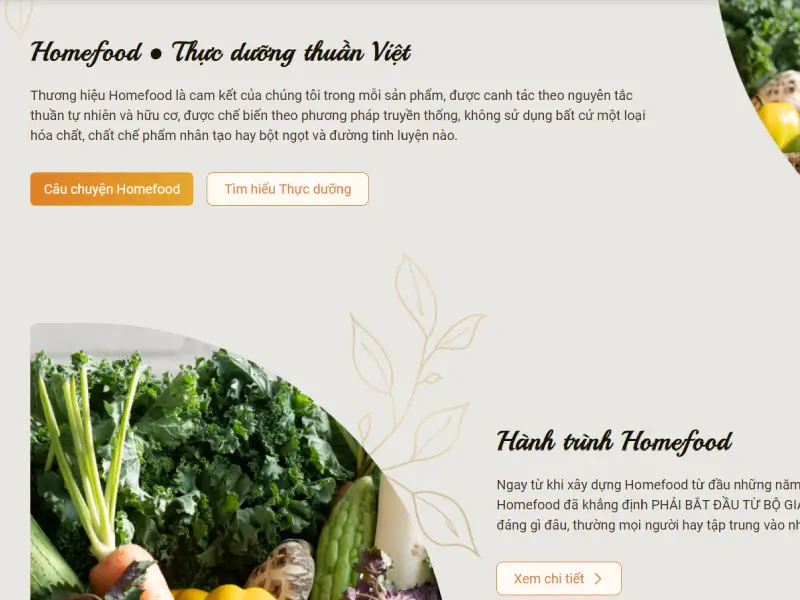 Homefood ● Thực dưỡng thuần Việt
Thương hiệu Homefood là cam kết của chúng tôi trong mỗi sản phẩm, được canh tác theo nguyên tắc
thuần tự nhiên và hữu cơ, được chế biến theo phương pháp truyền thống, không sử dụng bất cứ một loại
hóa chất, chất chế phẩm nhân tạo hay bột ngọt và đường tinh luyện nào.
Câu chuyện Homefood
Tìm hiểu Thực dưỡng
Hành trình Homefood
Ngay từ khi xây dựng Homefood từ đầu những năm
Homefood đã khẳng định PHẢI BẮT ĐẦU TỪ BỘ
đáng gì đâu, thường mọi người hay tập trung vào
Xem chi tiết